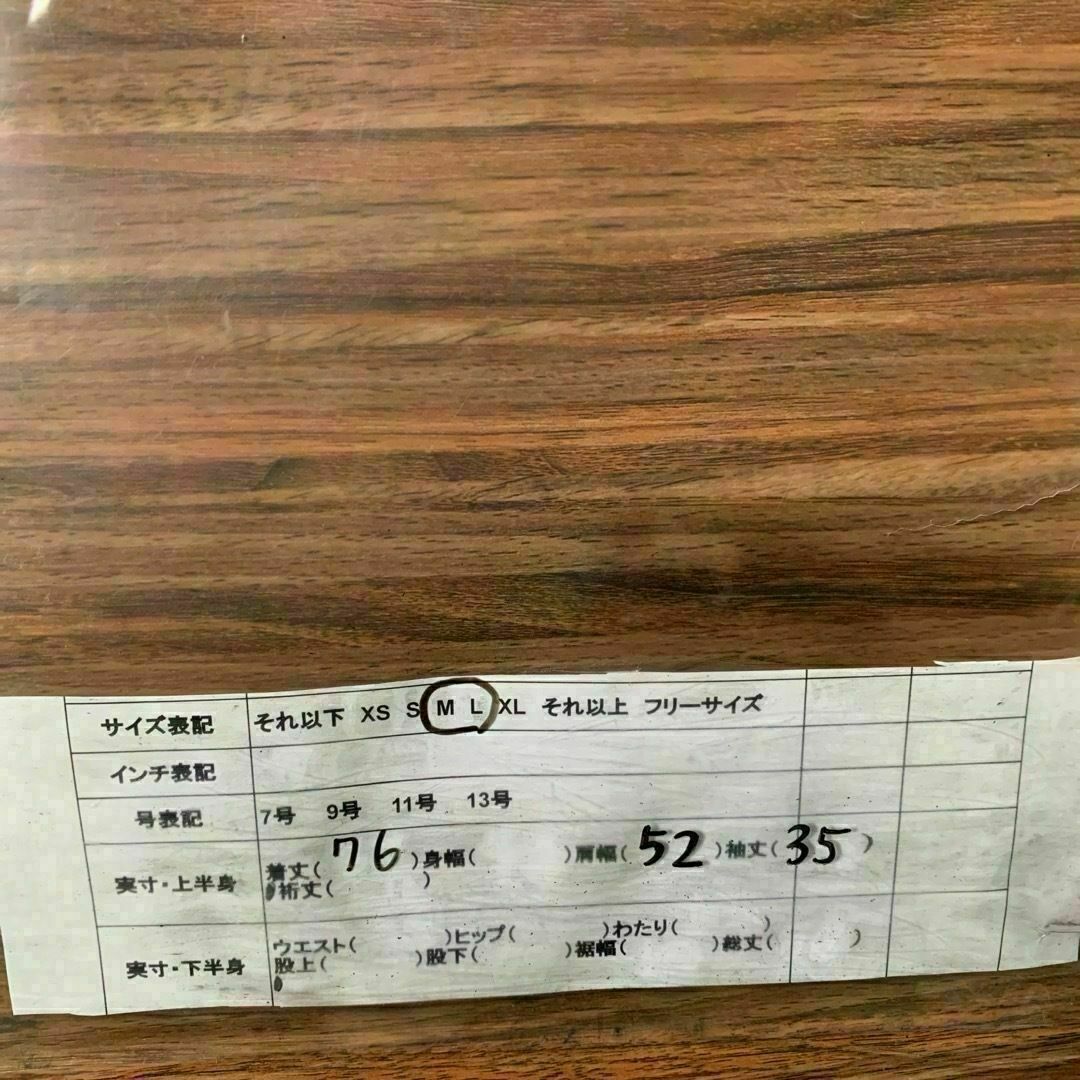 サイズ表記 それ以下 XS S M L XL それ以上 フリーサイズ
インチ表記
号表記 7号 9号 11号 13号
実寸・上半身 着丈( 76 )身幅( )肩幅( 52 )袖丈( 35 )
裄丈( )
実寸・下半身 ウエスト( )ヒップ( )わたり( )
股上( )股下( )裾幅( )総丈( )